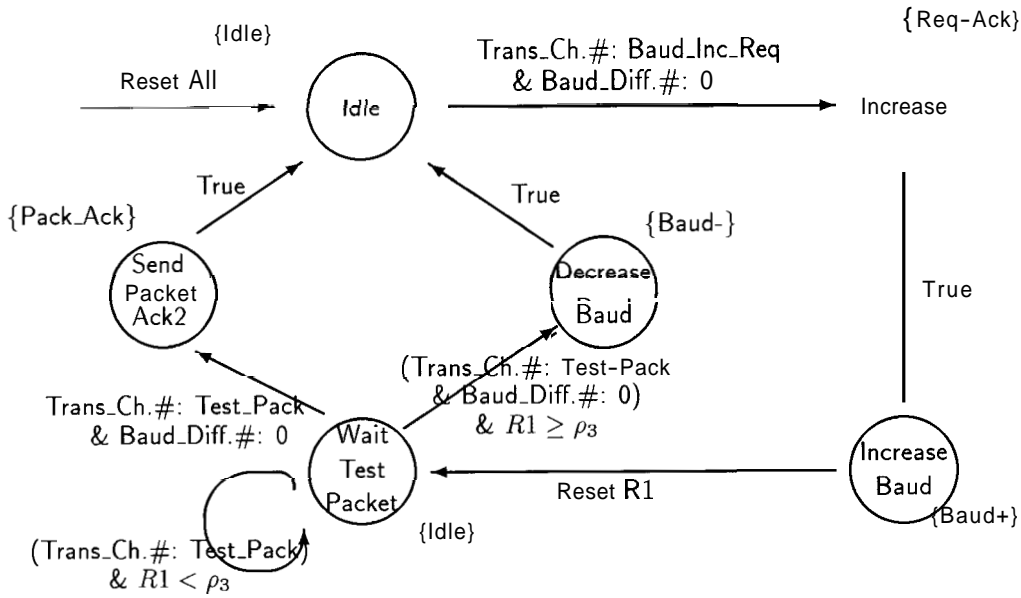 {Idle}
{Req-Ack}
Trans_Ch.#: Baud_Inc_Req
& Baud_Diff.#: 0
Reset All
Idle
Increase
True
True
{Pack_Ack}
{Baud-}
Send
Packet
Ack2
Decrease
Baud
True
(Trans_Ch.#: Test-Pack
& Baud_Diff.#: 0)
& R1 ≥ ρ3
Trans_Ch.#: Test_Pack
& Baud_Diff.#: 0
Wait
Test
Packet
Increase
Baud
Reset R1
{Baud+}
{Idle}
(Trans_Ch.#: Test_Pack)
& R1 < ρ3